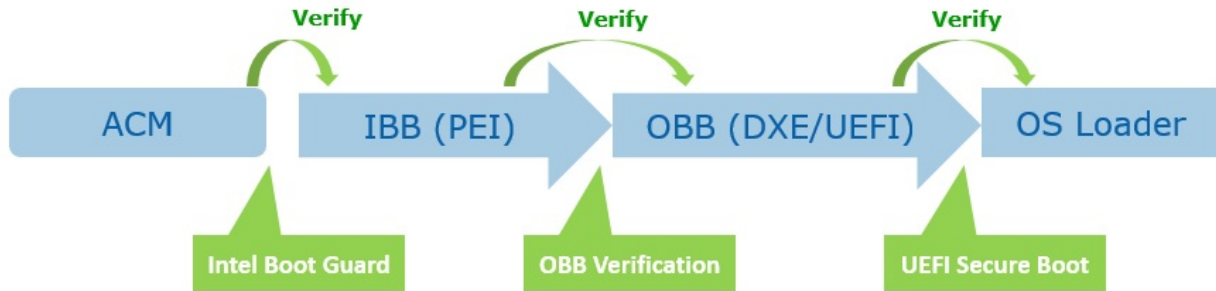 Verify
Verify
Verify
ACM
IBB (PEI)
OBB (DXE/UEFI)
OS Loader
Intel Boot Guard
OBB Verification
UEFI Secure Boot